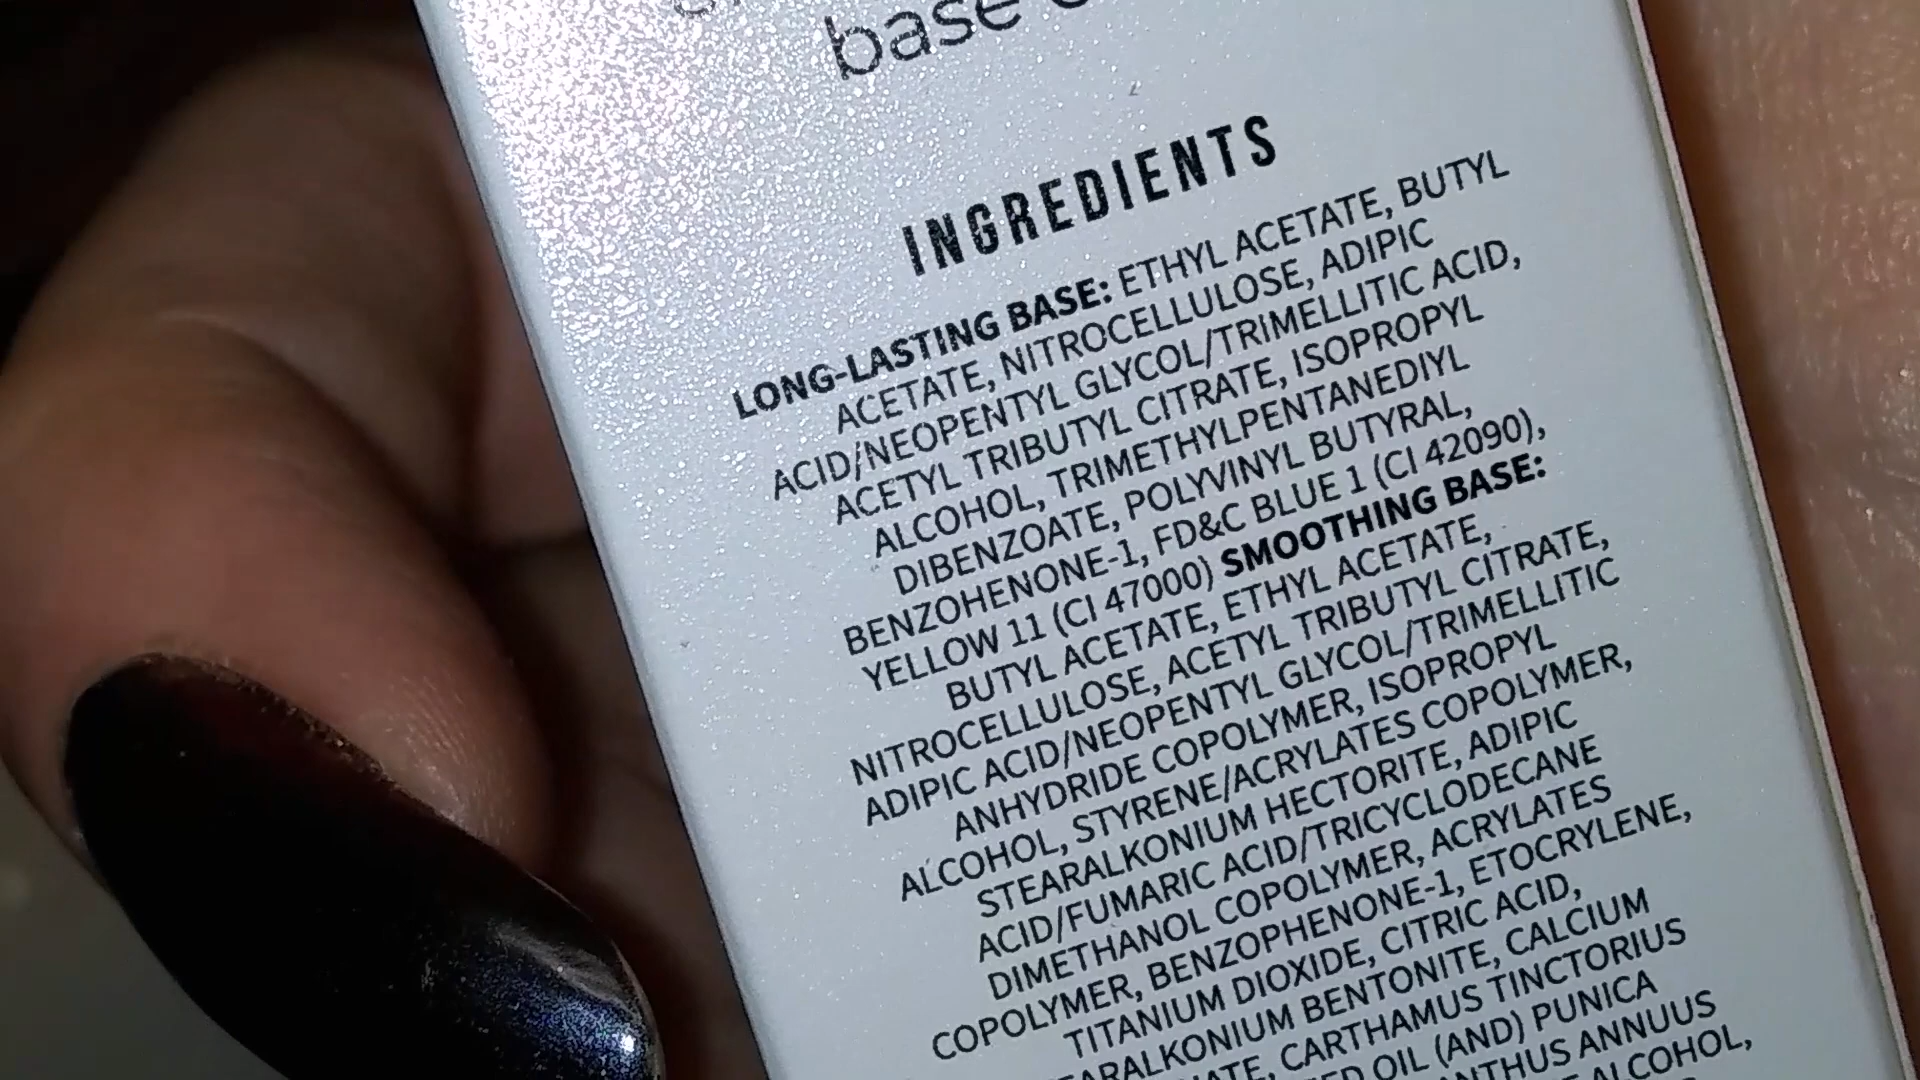 base
INGREDIENTS
LONG-LASTING BASE: ETHYL ACETATE, BUTYL
ACETATE, NITROCELLULOSE, ADIPIC
ACID/NEOPENTYL GLYCOL/TRIMELLITIC ACID,
ACETYL TRIBUTYL CITRATE, ISOPROPYL
ALCOHOL, TRIMETHYLPENTANEDIYL
DIBENZOATE, POLYVINYL BUTYRAL,
BENZOHENONE-1, FD&C BLUE 1 (CI 42090),
YELLOW 11 (CI 47000) SMOOTHING BASE:
BUTYL ACETATE, ETHYL ACETATE,
NITROCELLULOSE, ACETYL TRIBUTYL CITRATE,
ADIPIC ACID/NEOPENTYL GLYCOL/TRIMELLITIC
ANHYDRIDE COPOLYMER, ISOPROPYL
ALCOHOL, STYRENE/ACRYLATES COPOLYMER,
STEARALKONIUM HECTORITE, ADIPIC
ACID/FUMARIC ACID/TRICYCLODECANE
DIMETHANOL COPOLYMER, ACRYLATES
COPOLYMER, BENZOPHENONE-1, ETOCRYLENE,
TITANIUM DIOXIDE, CITRIC ACID,
BENTONITE, CALCIUM
CARTHAMUS TINCTORIUS
OIL (AND) PUNICA
ANNUUS
ALCOHOL,